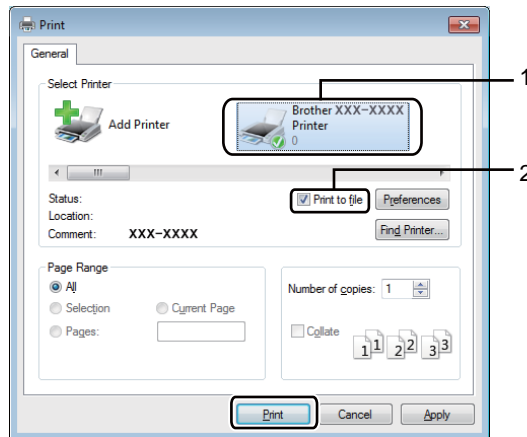 Print
General
1
Select Printer
Add Printer
Brother XXX-XXXX
Printer
0
2
Status:
Print to file
Preferences
Location:
Comment: XXX-XXXX
Find Printer...
Page Range
All
Selection
Current Page
Pages:
Number of copies: 1
Collate
1 1 2 2 3 3
Print
Cancel
Apply